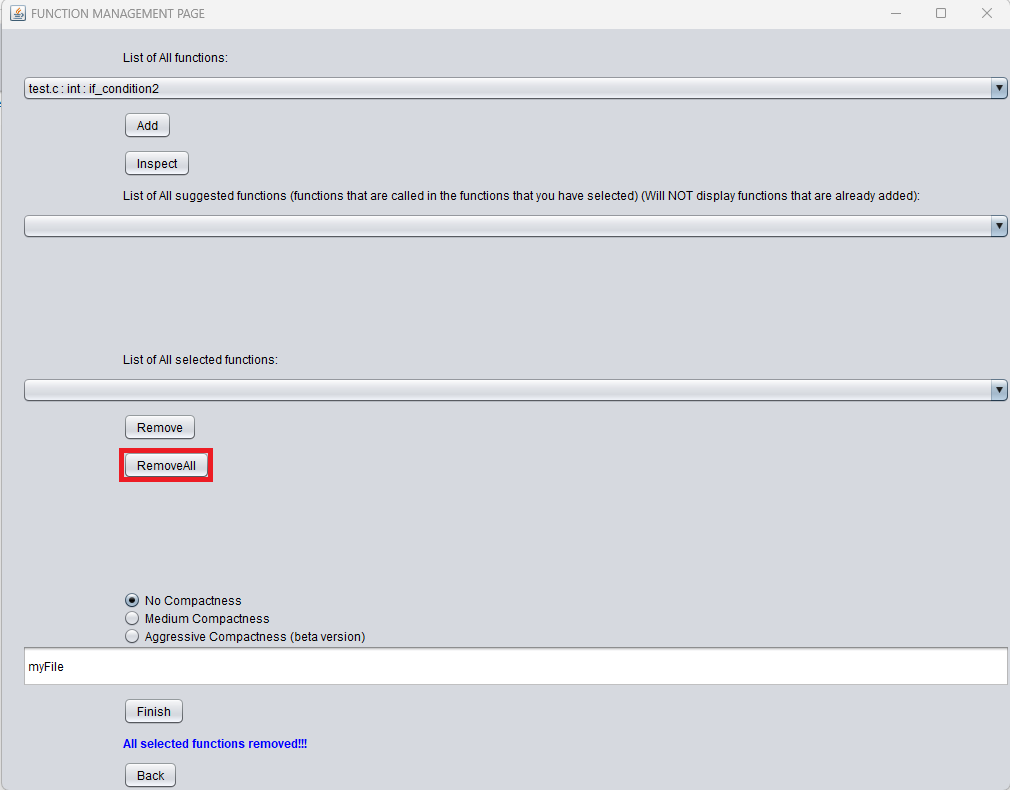 FUNCTION MANAGEMENT PAGE
List of All functions:
test.c : int : if_condition2
Add
Inspect
List of All suggested functions (functions that are called in the functions that you have selected) (Will NOT display functions that are already added):
List of All selected functions:
Remove
RemoveAll
No Compactness
Medium Compactness
Aggressive Compactness (beta version)
myFile
Finish
All selected functions removed!!!
Back